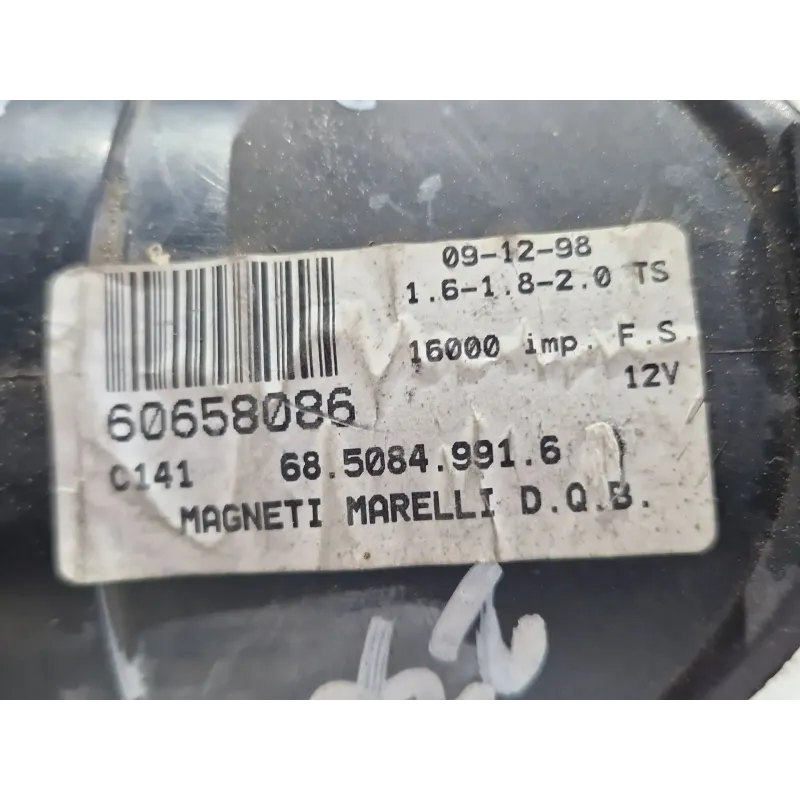 09-12-98
1.6-1.8-2.0 TS
16000 imp. F.S.
12V
60658086
C141 68.5084.991.6
MAGNETI MARELLI D.Q.B.